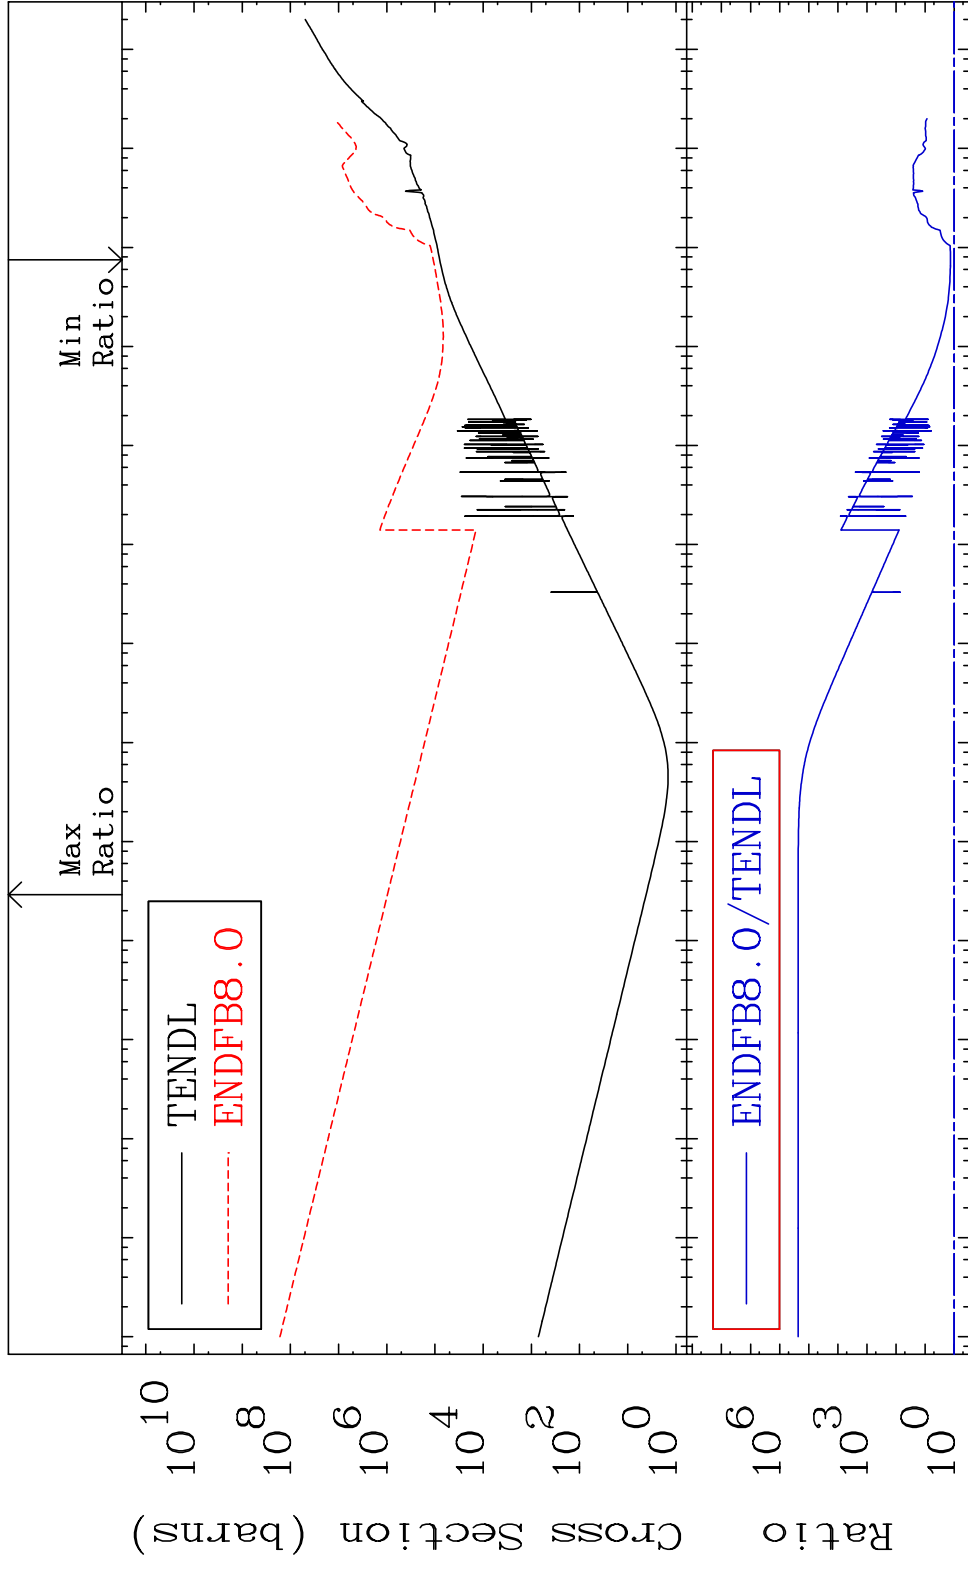 Max
Ratio
Min
Ratio
TENDL
ENDFB8.0
10 10
10 8
10 6
10 4
10 2
10 0
Cross Section (barns)
ENDFB8.0/TENDL
10 6
10 3
10 0
Ratio